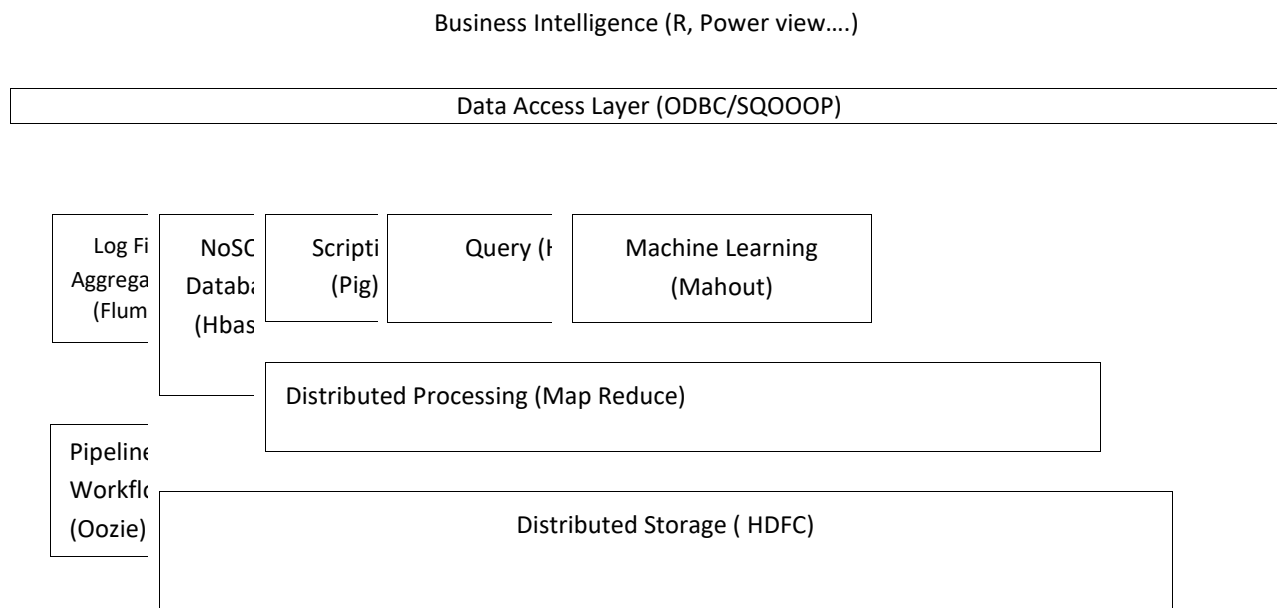 Business Intelligence (R, Power view….)
Data Access Layer (ODBC/SQOOOP)
Log Fi
Aggrega
(Flum
NoSC
Databa
(Hbas
Scripti
(Pig)
Query (H
Machine Learning
(Mahout)
Distributed Processing (Map Reduce)
Pipeline
Workflo
(Oozie)
Distributed Storage ( HDFC)